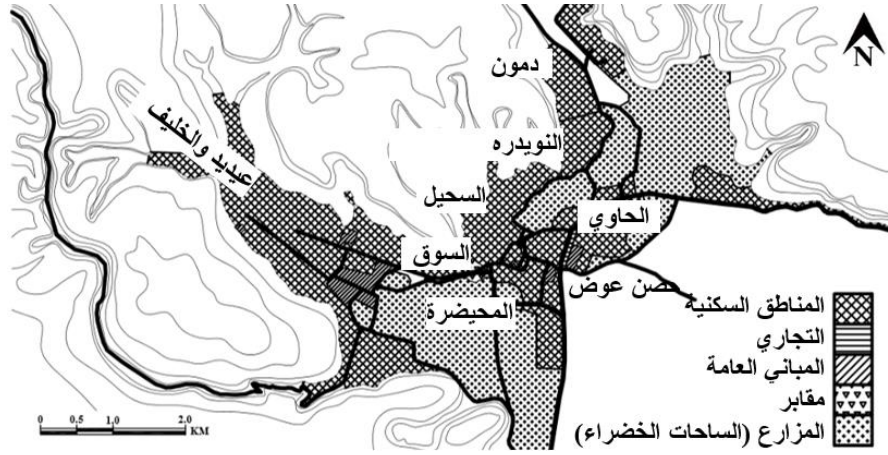 دمون
N
عيديد والخليف
النويدره
السحيل
الحاوي
السوق
حصن عوض
المحيضرة
المناطق السكنية
التجاري
المباني العامة
مقابر
المزارع (الساحات الخضراء)
0 0.5 1.0 2.0
KM